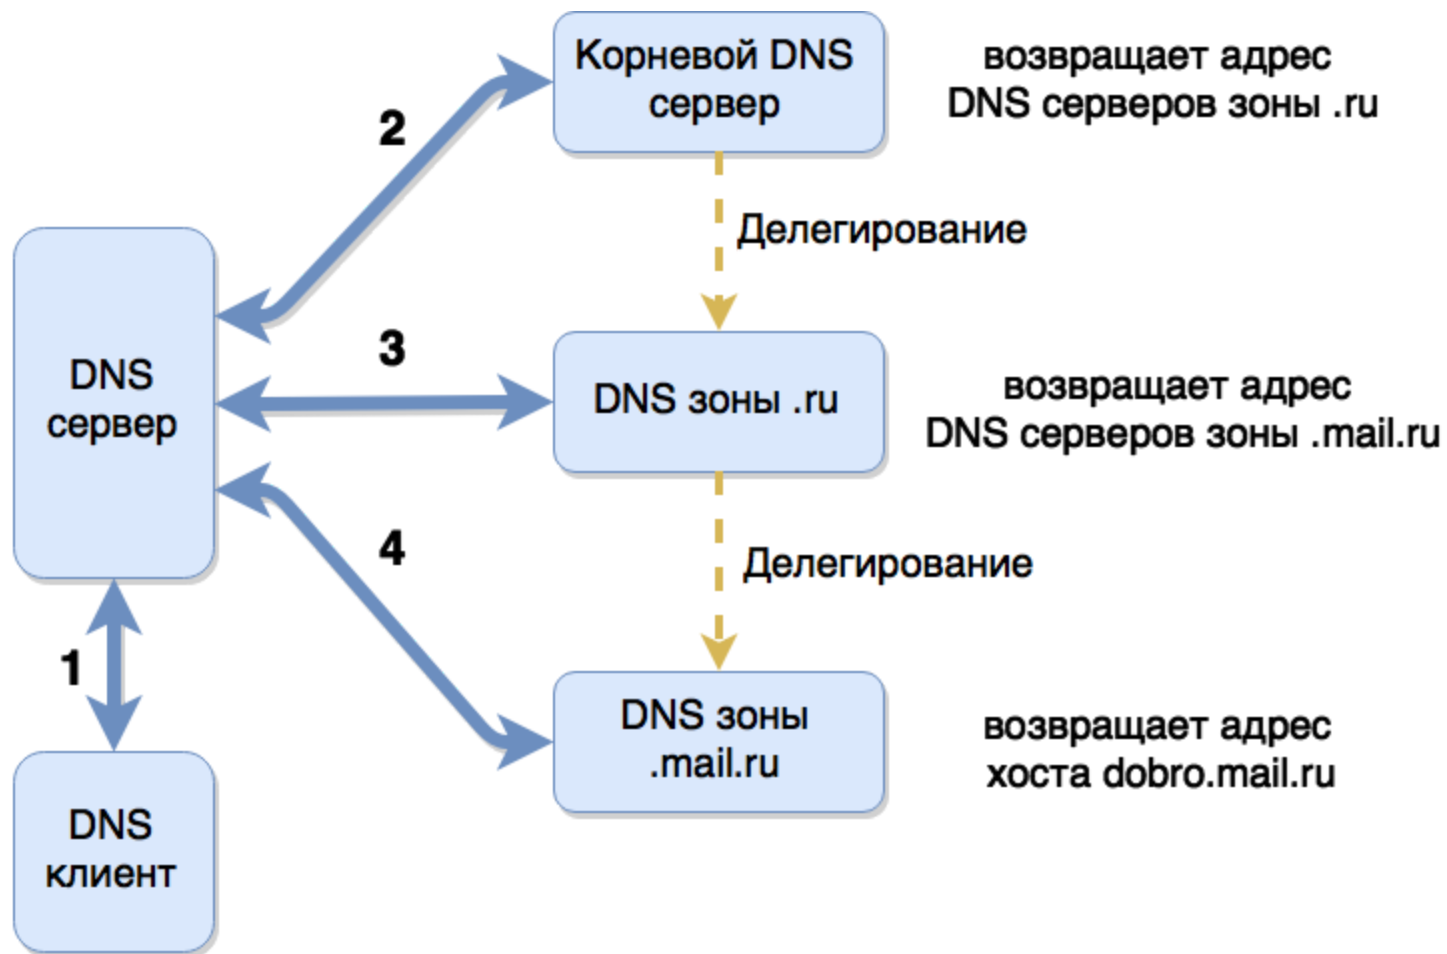 Корневой DNS
сервер
возвращает адрес
DNS серверов зоны .ru
2
Делегирование
DNS
сервер
3
DNS зоны .ru
возвращает адрес
DNS серверов зоны .mail.ru
4
Делегирование
1
DNS зоны
.mail.ru
возвращает адрес
хоста dobro.mail.ru
DNS
клиент